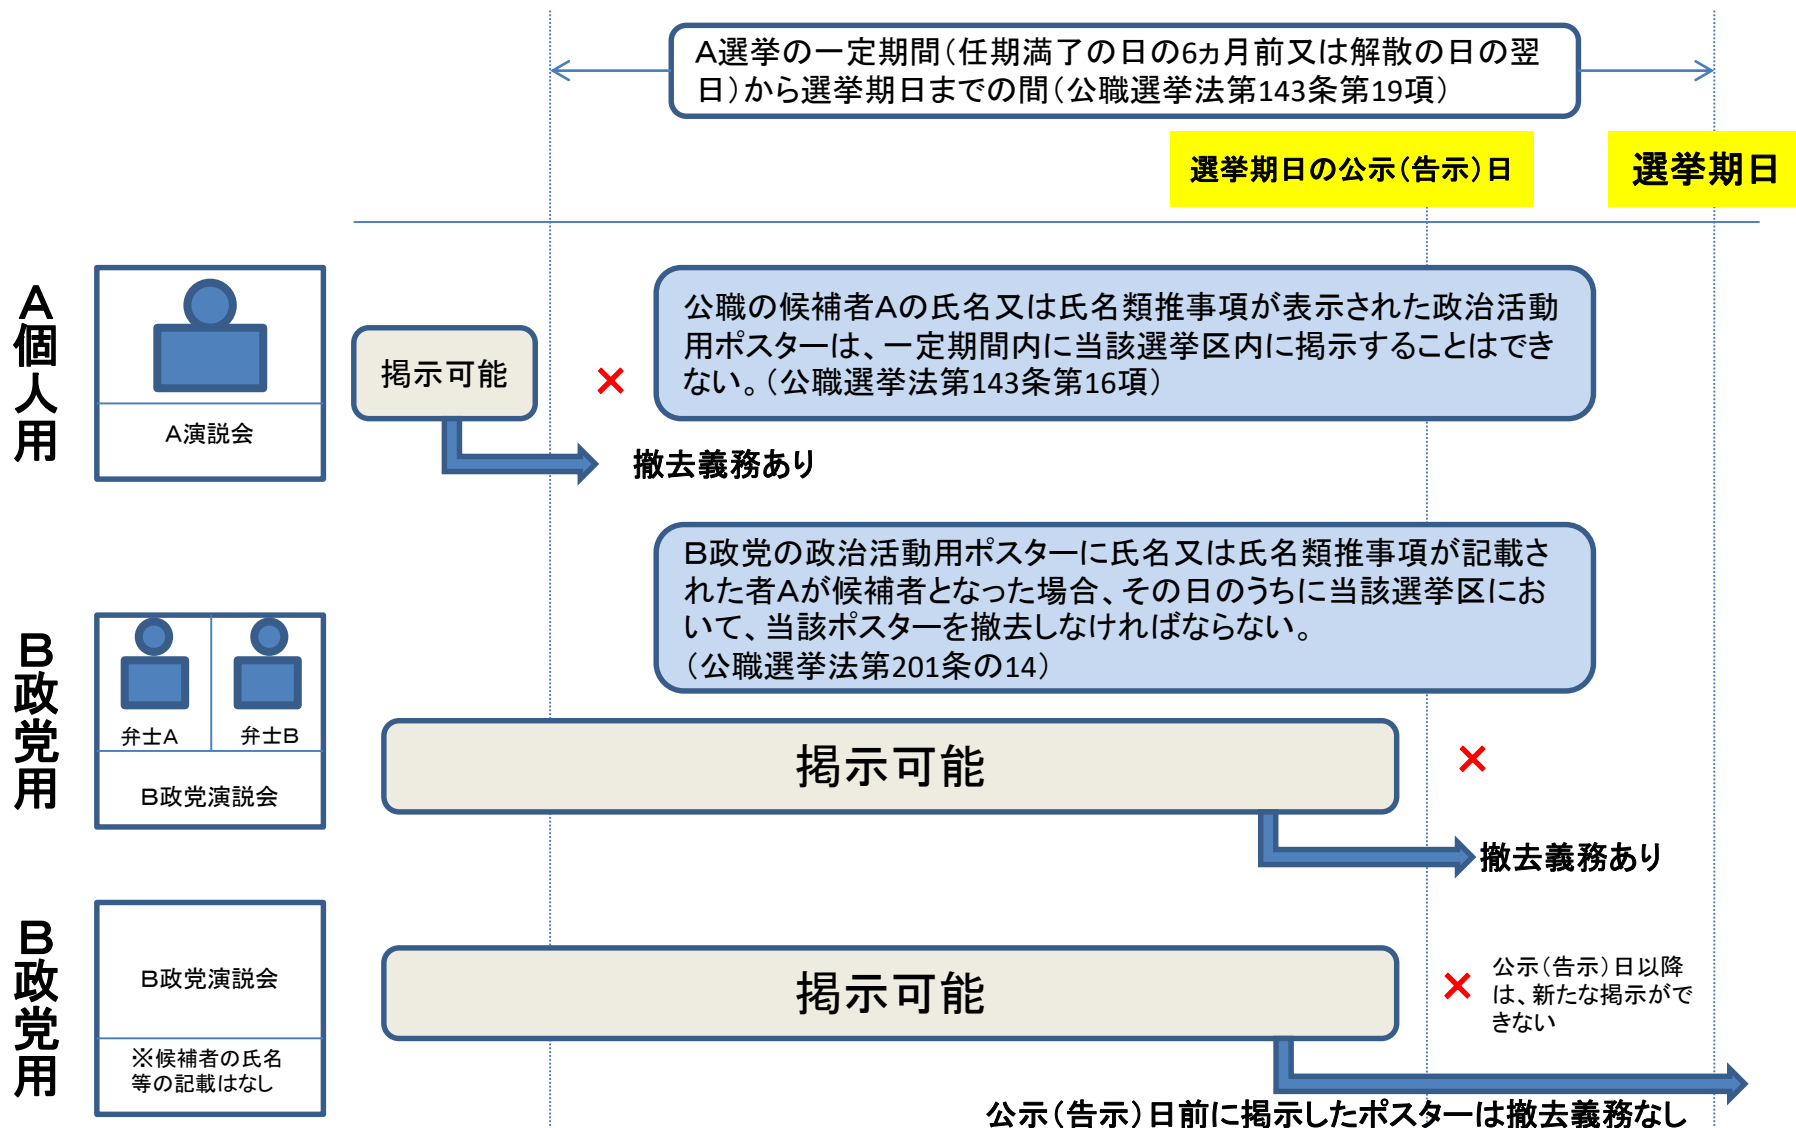 A選挙の一定期間(任期満了の日の6ヵ月前又は解散の日の翌
日)から選挙期日までの間(公職選挙法第143条第19項)
選挙期日の公示(告示)日
選挙期日
A個人用
A演説会
掲示可能
×
公職の候補者Aの氏名又は氏名類推事項が表示された政治活動
用ポスターは、一定期間内に当該選挙区内に掲示することはでき
ない。(公職選挙法第143条第16項)
撤去義務あり
B政党用
弁士A
弁士B
B政党演説会
B政党の政治活動用ポスターに氏名又は氏名類推事項が記載さ
れた者Aが候補者となった場合、その日のうちに当該選挙区にお
いて、当該ポスターを撤去しなければならない。
(公職選挙法第201条の14)
掲示可能
×
撤去義務あり
B政党用
B政党演説会
※候補者の氏名
等の記載はなし
掲示可能
×
公示(告示)日以降
は、新たな掲示がで
きない
公示(告示)日前に掲示したポスターは撤去義務なし